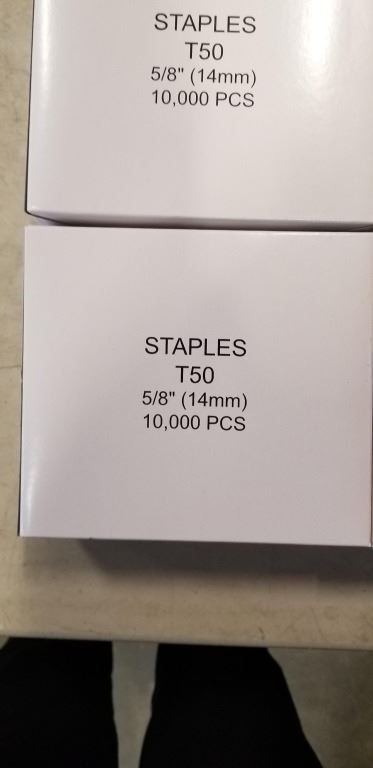 STAPLES
T50
5/8" (14mm)
10,000 PCS
STAPLES
T50
5/8" (14mm)
10,000 PCS